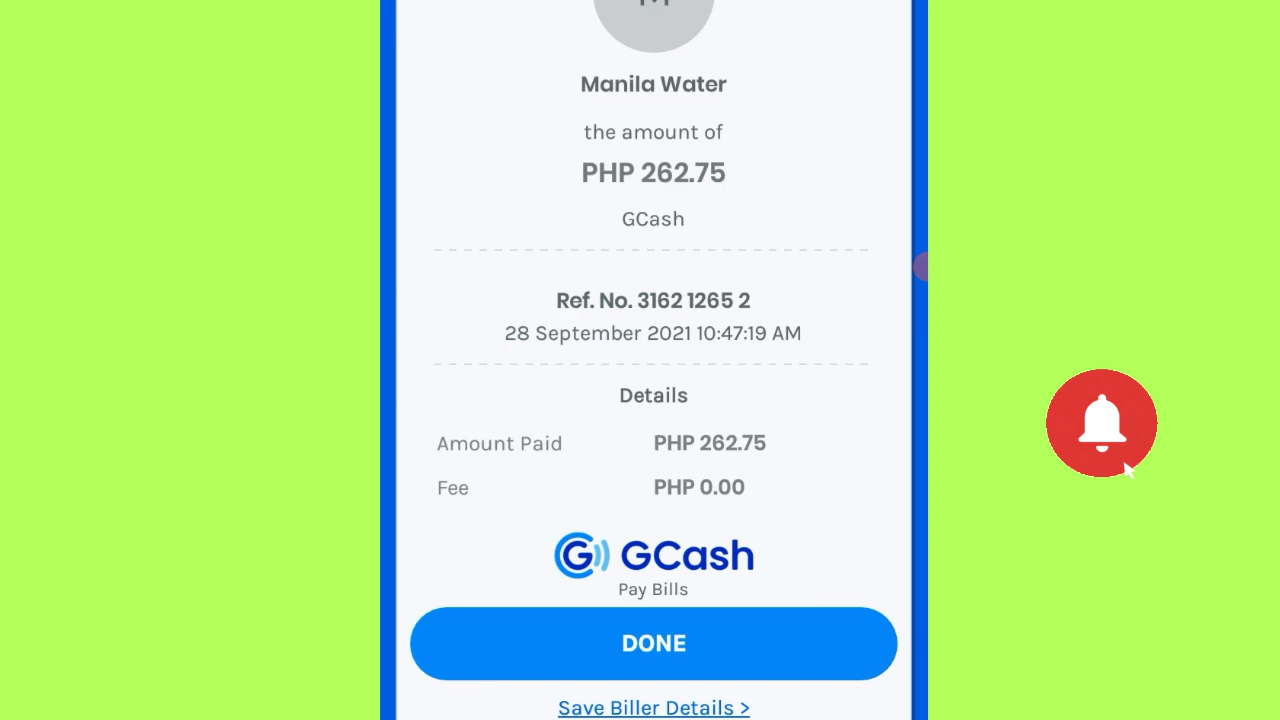 Manila Water
the amount of
PHP 262.75
GCash
Ref. No. 3162 1265 2
28 September 2021 10:47:19 AM
Details
Amount Paid PHP 262.75
Fee PHP 0.00
GCash
Pay Bills
DONE
Save Biller Details >